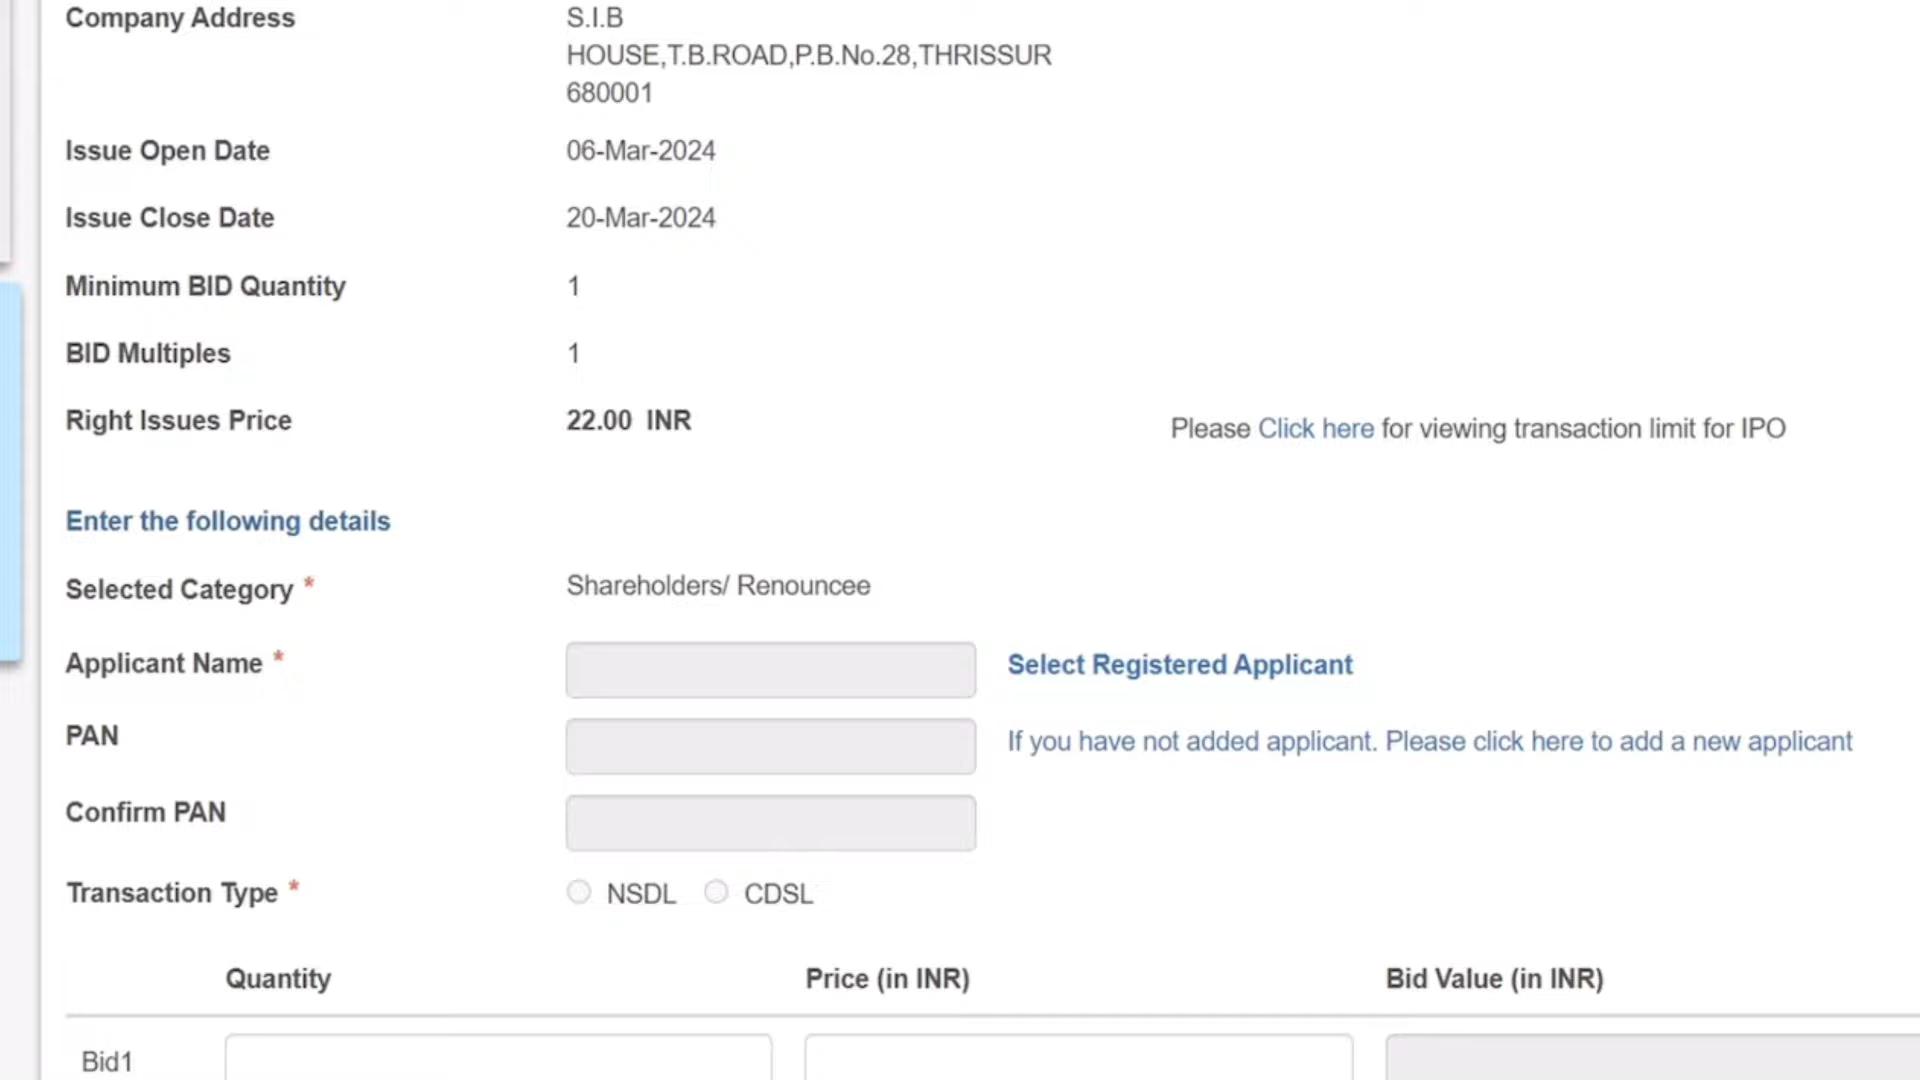 Company Address S.I.B
HOUSE,T.B.ROAD,P.B.No.28,THRISSUR
680001
Issue Open Date 06-Mar-2024
Issue Close Date 20-Mar-2024
Minimum BID Quantity 1
BID Multiples 1
Right Issues Price 22.00 INR Please Click here for viewing transaction limit for IPO
Enter the following details
Selected Category * Shareholders/ Renouncee
Applicant Name * Select Registered Applicant
PAN If you have not added applicant. Please click here to add a new applicant
Confirm PAN
Transaction Type * NSDL CDSL
Quantity Price (in INR) Bid Value (in INR)
Bid1